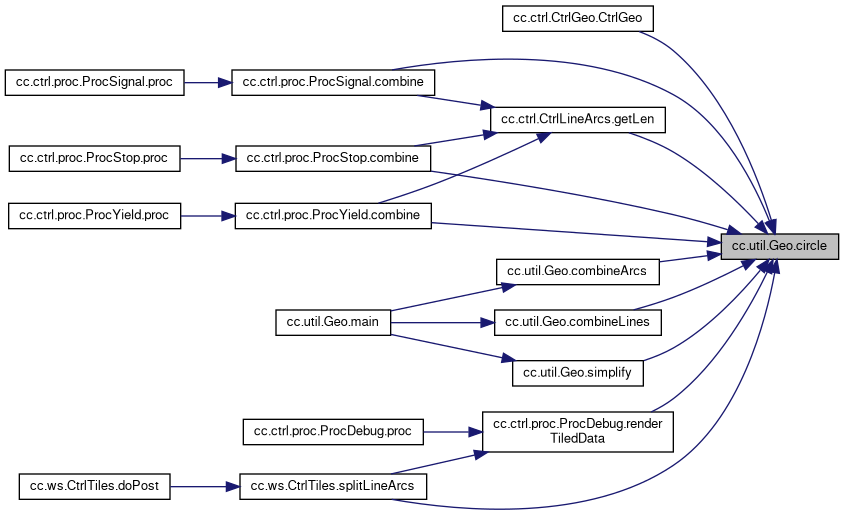 cc.ctrl.CtrlGeo.CtrlGeo
cc.ctrl.proc.ProcSignal.proc
cc.ctrl.proc.ProcSignal.combine
cc.ctrl.CtrlLineArcs.getLen
cc.ctrl.proc.ProcStop.proc
cc.ctrl.proc.ProcStop.combine
cc.ctrl.proc.ProcYield.proc
cc.ctrl.proc.ProcYield.combine
cc.util.Geo.circle
cc.util.Geo.combineArcs
cc.util.Geo.main
cc.util.Geo.combineLines
cc.util.Geo.simplify
cc.ctrl.proc.ProcDebug.proc
cc.ctrl.proc.ProcDebug.render
TiledData
cc.ws.CtrlTiles.doPost
cc.ws.CtrlTiles.splitLineArcs